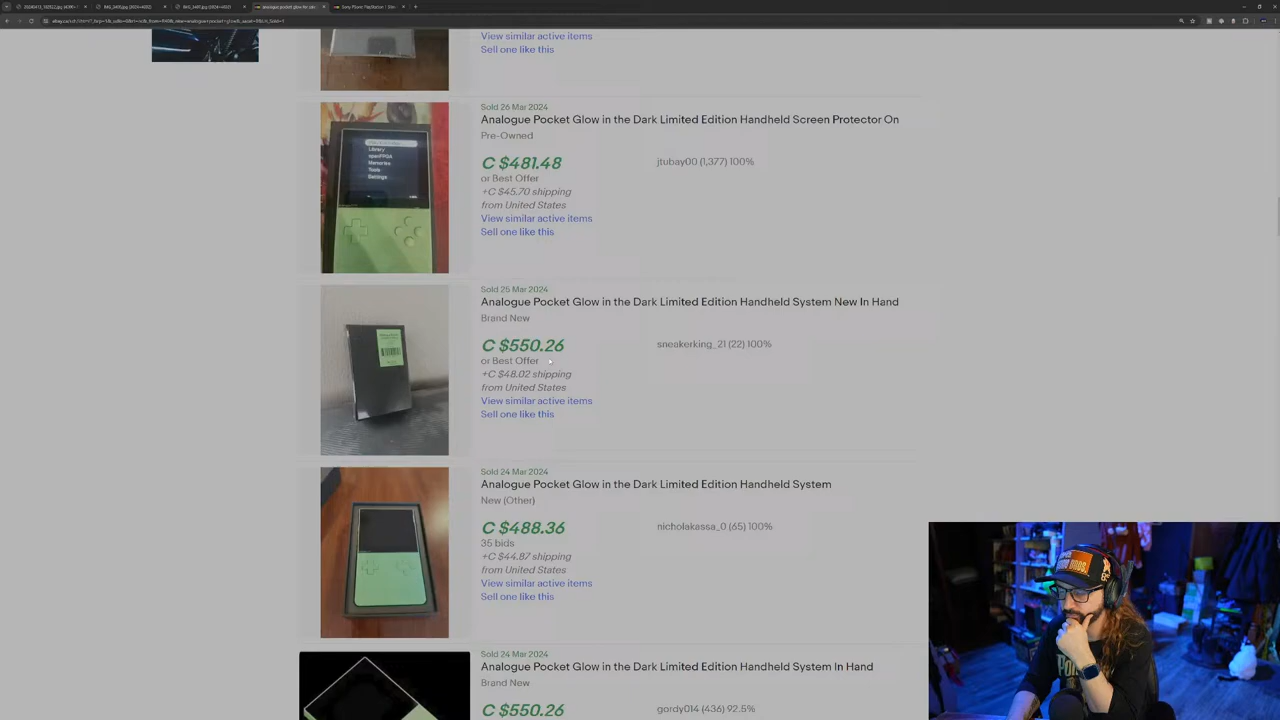 View similar active items
Sell one like this
Sold 26 Mar 2024
Analogue Pocket Glow in the Dark Limited Edition Handheld Screen Protector On
Pre-Owned
C $481.48
jtubay00 (1,377) 100%
or Best Offer
+C $45.70 shipping
from United States
View similar active items
Sell one like this
Library
openFPGA
Memories
Tools
Settings
Sold 25 Mar 2024
Analogue Pocket Glow in the Dark Limited Edition Handheld System New In Hand
Brand New
C $550.26
sneakerking_21 (22) 100%
or Best Offer
+C $48.02 shipping
from United States
View similar active items
Sell one like this
Sold 24 Mar 2024
Analogue Pocket Glow in the Dark Limited Edition Handheld System
New (Other)
C $488.36
nicholakassa_0 (65) 100%
35 bids
+C $44.87 shipping
from United States
View similar active items
Sell one like this
Sold 24 Mar 2024
Analogue Pocket Glow in the Dark Limited Edition Handheld System In Hand
Brand New
C $550.26
gordy014 (436) 92.5%